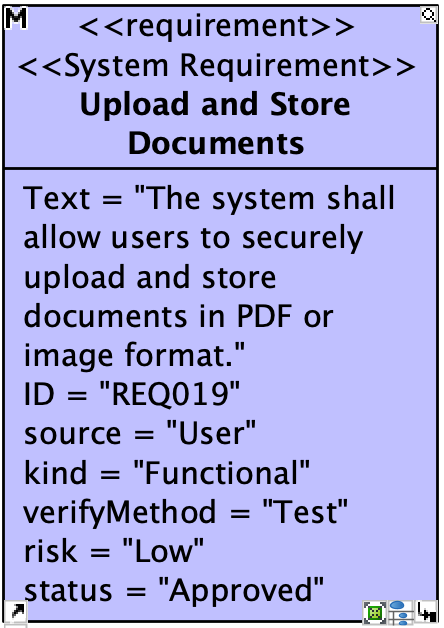 M
<<requirement>>
<<System Requirement>>
Upload and Store
Documents
Text = "The system shall
allow users to securely
upload and store
documents in PDF or
image format."
ID = "REQ019"
source = "User"
kind = "Functional"
verifyMethod = "Test"
risk = "Low"
status = "Approved"